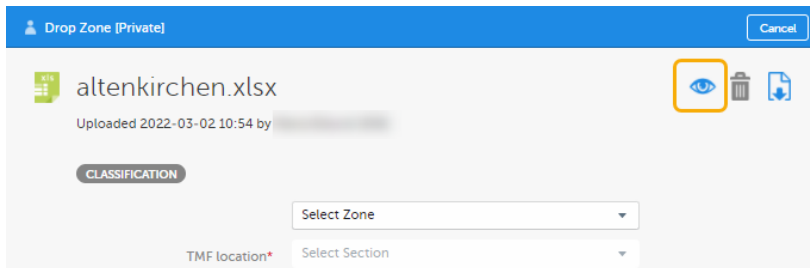 Drop Zone [Private]
Cancel
xls
altenkirchen.xlsx
Uploaded 2022-03-02 10:54 by
CLASSIFICATION
Select Zone
TMF location*
Select Section